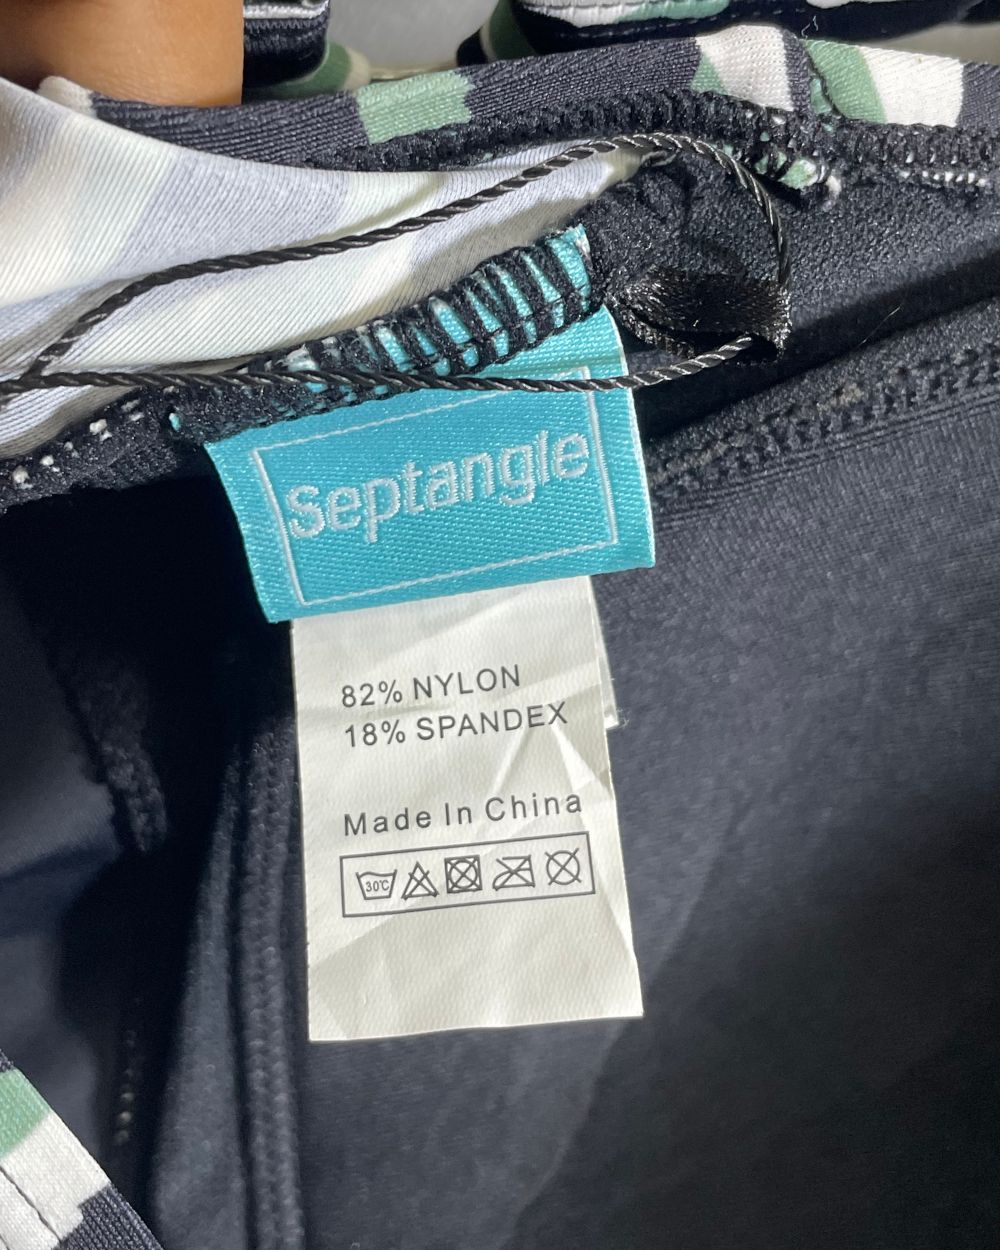 septangle
82% NYLON
18% SPANDEX
Made In China
30℃